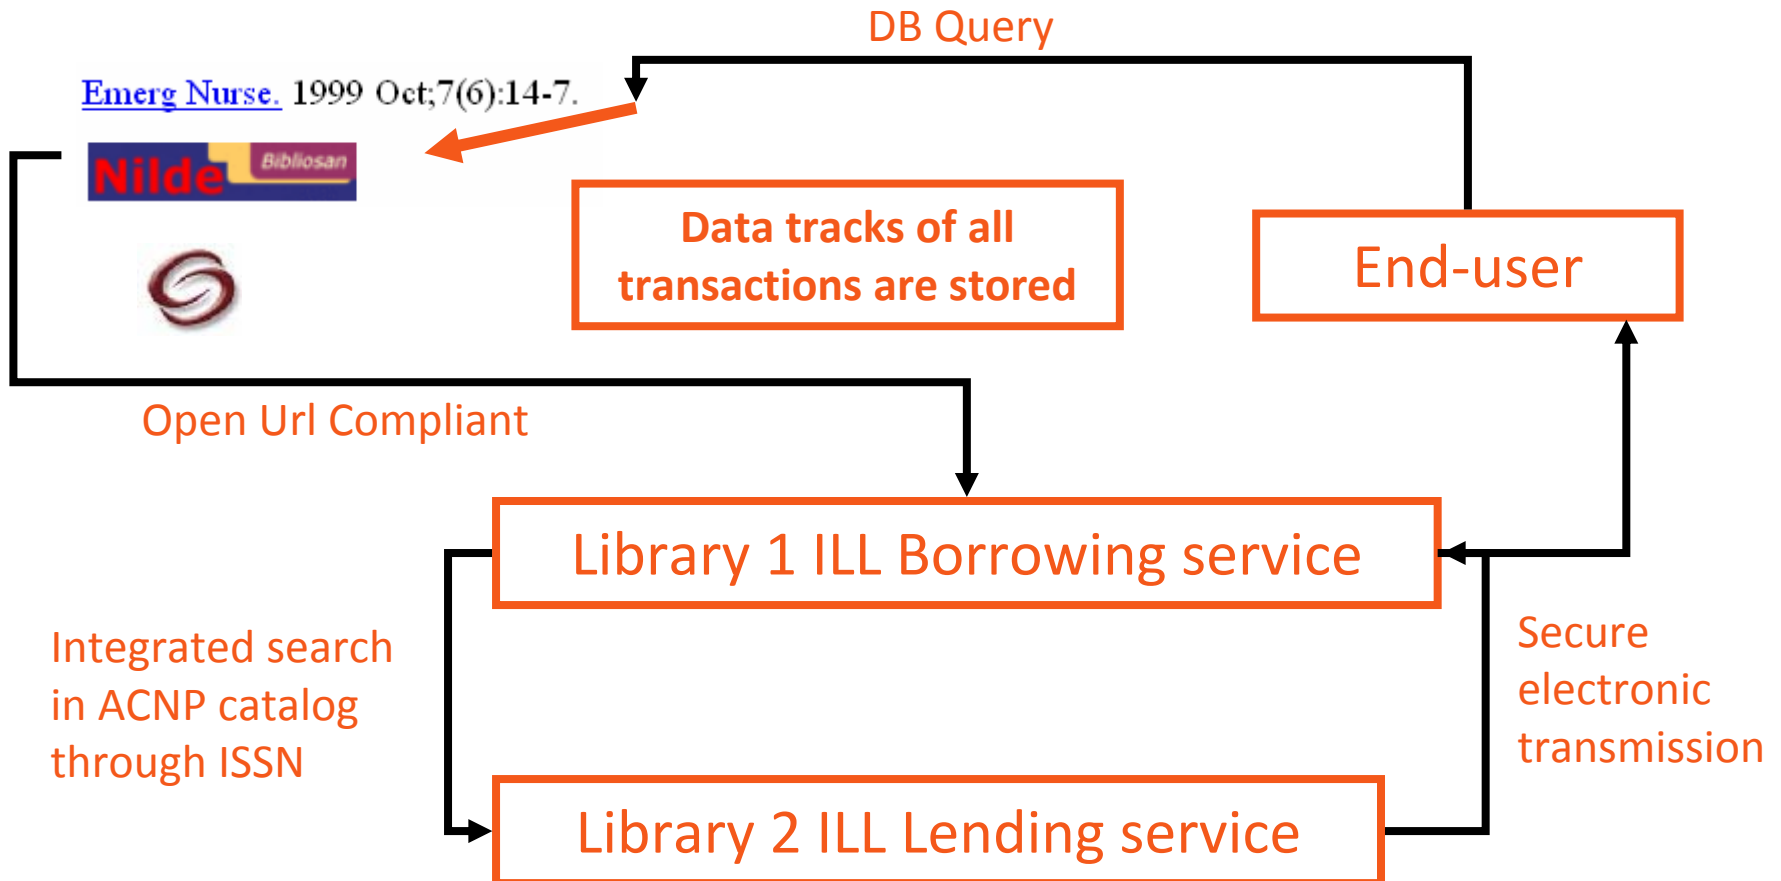 DB Query
Emerg Nurse. 1999 Oct;7(6):14-7.
Nilde Bibliosan
Data tracks of all
transactions are stored
End-user
Open Url Compliant
Library 1 ILL Borrowing service
Integrated search
in ACNP catalog
through ISSN
Secure
electronic
transmission
Library 2 ILL Lending service